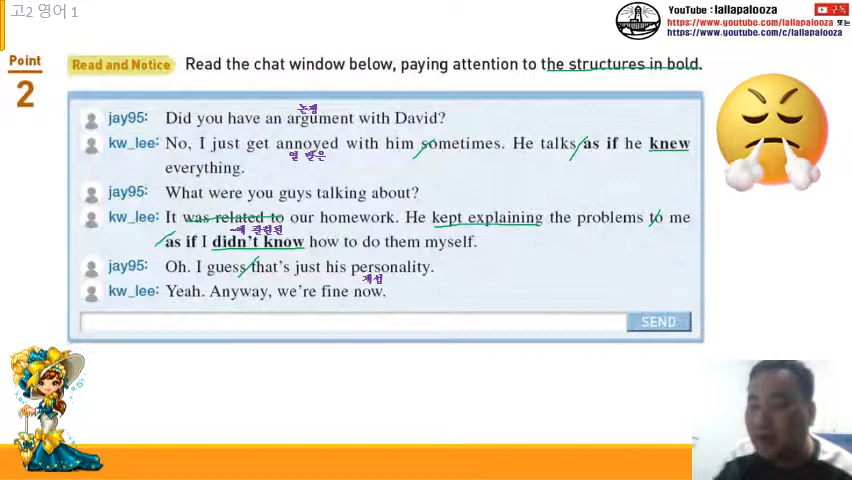 고2 영어 1
YouTube : lallapalooza
구독
https://www.youtube.com/lallapalooza 또는
https://www.youtube.com/c/lallapalooza
Point
2
Read and Notice Read the chat window below, paying attention to the structures in bold.
jay95: Did you have an argument with David?
논쟁
kw_lee: No, I just get annoyed with him sometimes. He talks as if he knew
열 받은
everything.
jay95: What were you guys talking about?
kw_lee: It was related to our homework. He kept explaining the problems to me
~에 관련된
as if I didn't know how to do them myself.
jay95: Oh. I guess that's just his personality.
kw_lee: Yeah. Anyway, we're fine now.
SEND